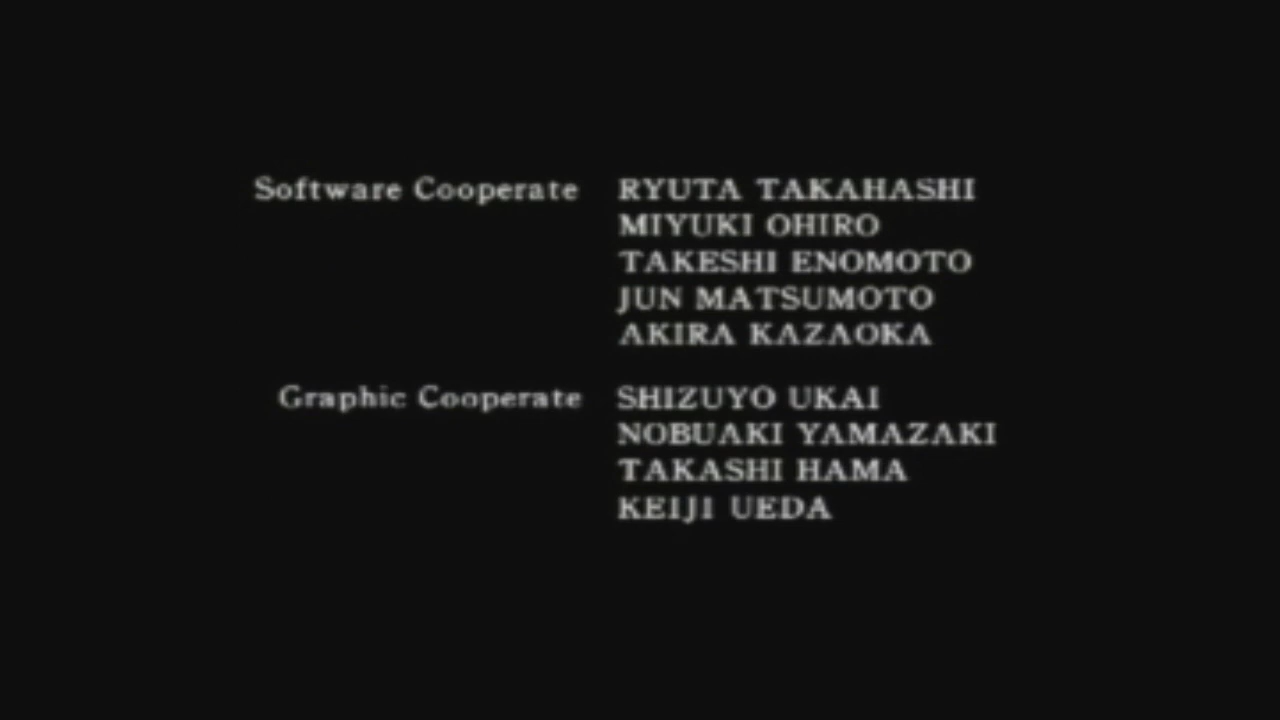 Software Cooperate RYUTA TAKAHASHI
MIYUKI OHIRO
TAKESHI ENOMOTO
JUN MATSUMOTO
AKIRA KAZAOKA
Graphic Cooperate SHIZUYO UKAI
NOBUAKI YAMAZAKI
TAKASHI HAMA
KEIJI UEDA